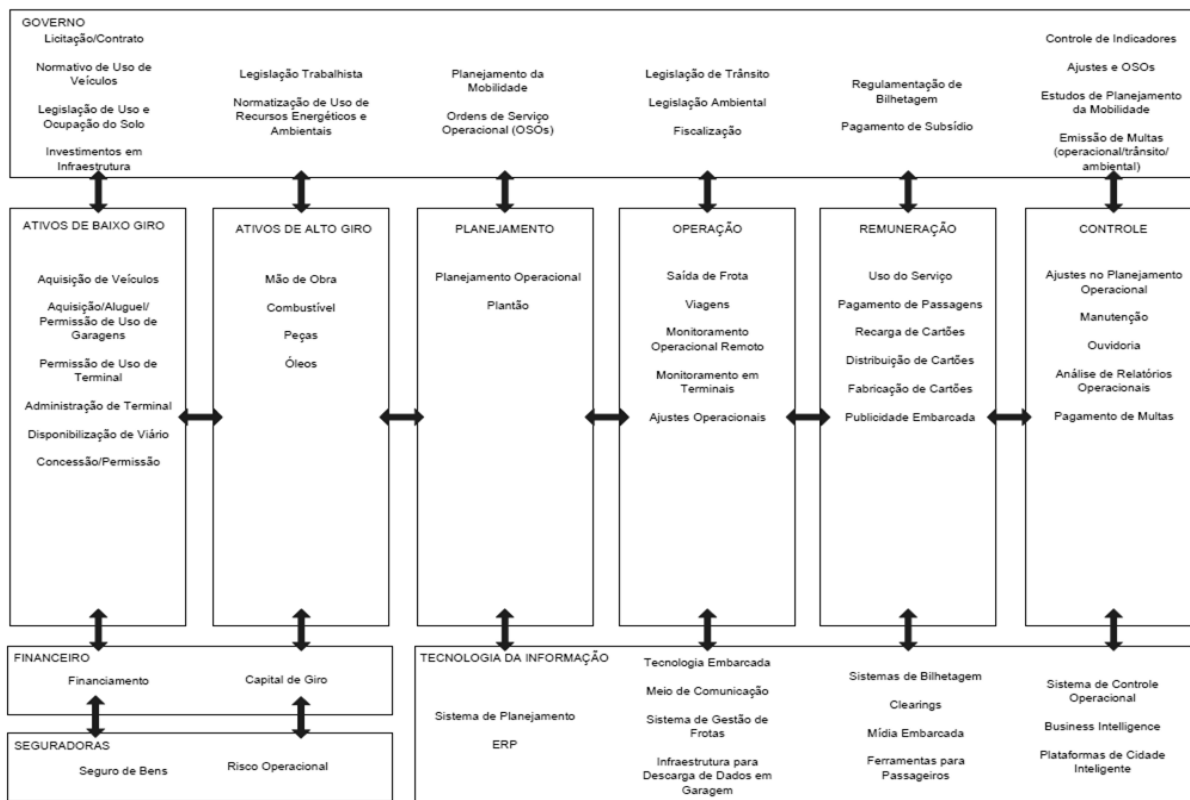 GOVERNO
Licitação/Contrato
Normativo de Uso de
Veículos
Legislação de Uso e
Ocupação do Solo
Investimentos em
Infraestrutura
Legislação Trabalhista
Normatização de Uso de
Recursos Energéticos e
Ambientais
Planejamento da
Mobilidade
Ordens de Serviço
Operacional (OSOs)
Legislação de Trânsito
Legislação Ambiental
Fiscalização
Regulamentação de
Bilhetagem
Pagamento de Subsídio
Controle de Indicadores
Ajustes e OSOs
Estudos de Planejamento
da Mobilidade
Emissão de Multas
(operacional/trânsito/
ambiental)
ATIVOS DE BAIXO GIRO
Aquisição de Veículos
Aquisição/Aluguel/
Permissão de Uso de
Garagens
Permissão de Uso de
Terminal
Administração de Terminal
Disponibilização de Viário
Concessão/Permissão
ATIVOS DE ALTO GIRO
Mão de Obra
Combustível
Peças
Óleos
PLANEJAMENTO
Planejamento Operacional
Plantão
OPERAÇÃO
Saída de Frota
Viagens
Monitoramento
Operacional Remoto
Monitoramento em
Terminais
Ajustes Operacionais
REMUNERAÇÃO
Uso do Serviço
Pagamento de Passagens
Recarga de Cartões
Distribuição de Cartões
Fabricação de Cartões
Publicidade Embarcada
CONTROLE
Ajustes no Planejamento
Operacional
Manutenção
Ouvidoria
Análise de Relatórios
Operacionais
Pagamento de Multas
FINANCEIRO
Financiamento
Capital de Giro
SEGURADORAS
Seguro de Bens
Risco Operacional
TECNOLOGIA DA INFORMAÇÃO
Sistema de Planejamento
ERP
Tecnologia Embarcada
Meio de Comunicação
Sistema de Gestão de
Frotas
Infraestrutura para
Descarga de Dados em
Garagem
Sistemas de Bilhetagem
Clearings
Mídia Embarcada
Ferramentas para
Passageiros
Sistema de Controle
Operacional
Business Intelligence
Plataformas de Cidade
Inteligente